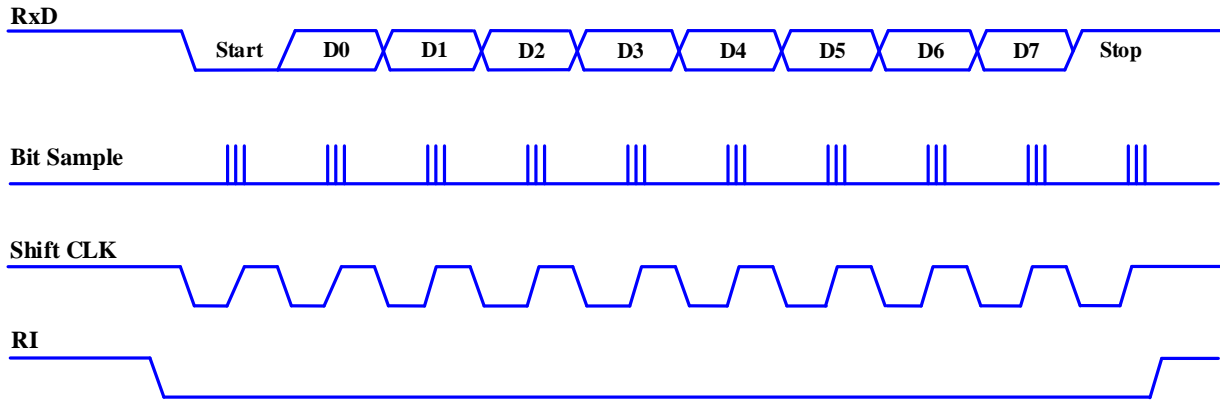 RxD
Start D0 D1 D2 D3 D4 D5 D6 D7 Stop
Bit Sample
Shift CLK
RI